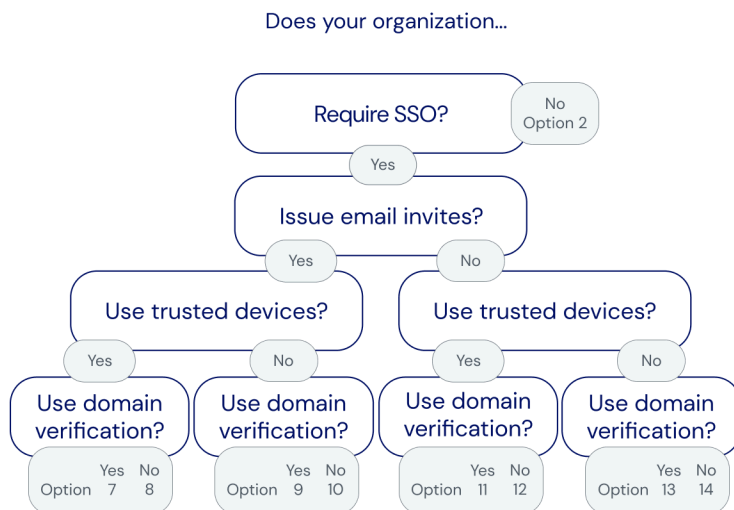 Does your organization...
Require SSO?
No
Option 2
Yes
Issue email invites?
Yes
No
Use trusted devices?
Use trusted devices?
Yes
No
Yes
No
Use domain
verification?
Use domain
verification?
Use domain
verification?
Use domain
verification?
Yes No
Option 7 8
Yes No
Option 9 10
Yes No
Option 11 12
Yes No
Option 13 14